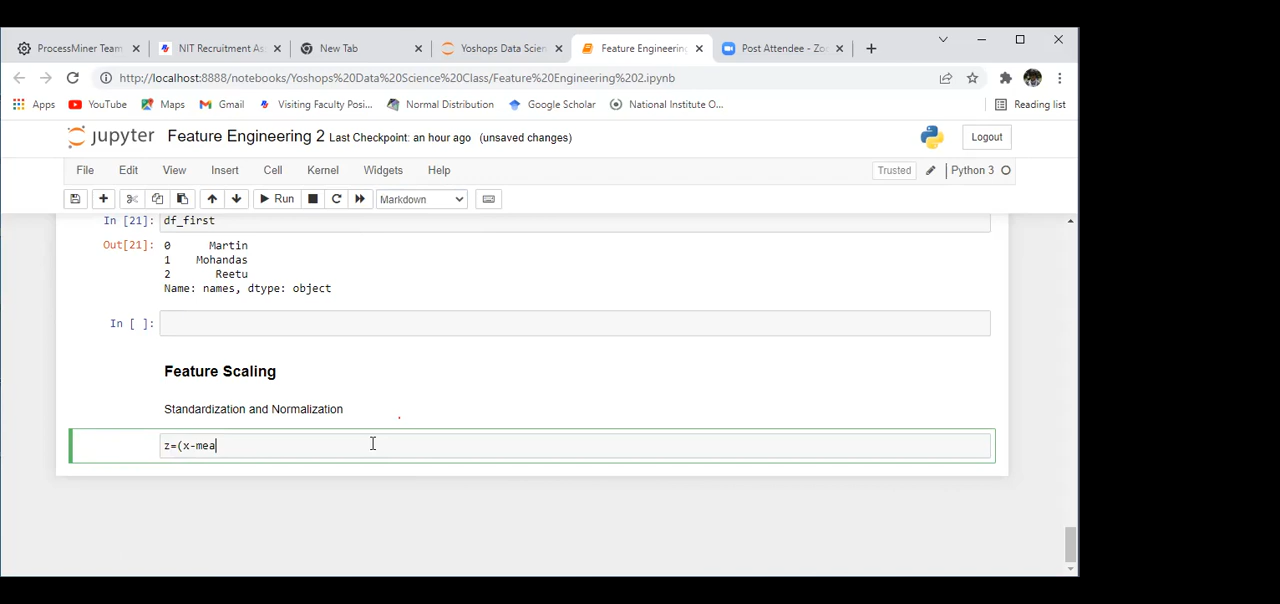 ProcessMiner Team
NIT Recruitment As
New Tab
Yoshops Data Scien
Feature Engineering
Post Attendee - Zoo
http://localhost:8888/notebooks/Yoshops%20Data%20Science%20Class/Feature%20Engineering%202.ipynb
Apps YouTube Maps Gmail Visiting Faculty Posi... Normal Distribution Google Scholar National Institute O... Reading list
jupyter Feature Engineering 2 Last Checkpoint: an hour ago (unsaved changes) Logout
File Edit View Insert Cell Kernel Widgets Help Trusted Python 3
Run Markdown
In [21]: df_first
Out[21]: 0 Martin
1 Mohandas
2 Reetu
Name: names, dtype: object
In [ ]:
Feature Scaling
Standardization and Normalization
z=(x-mea